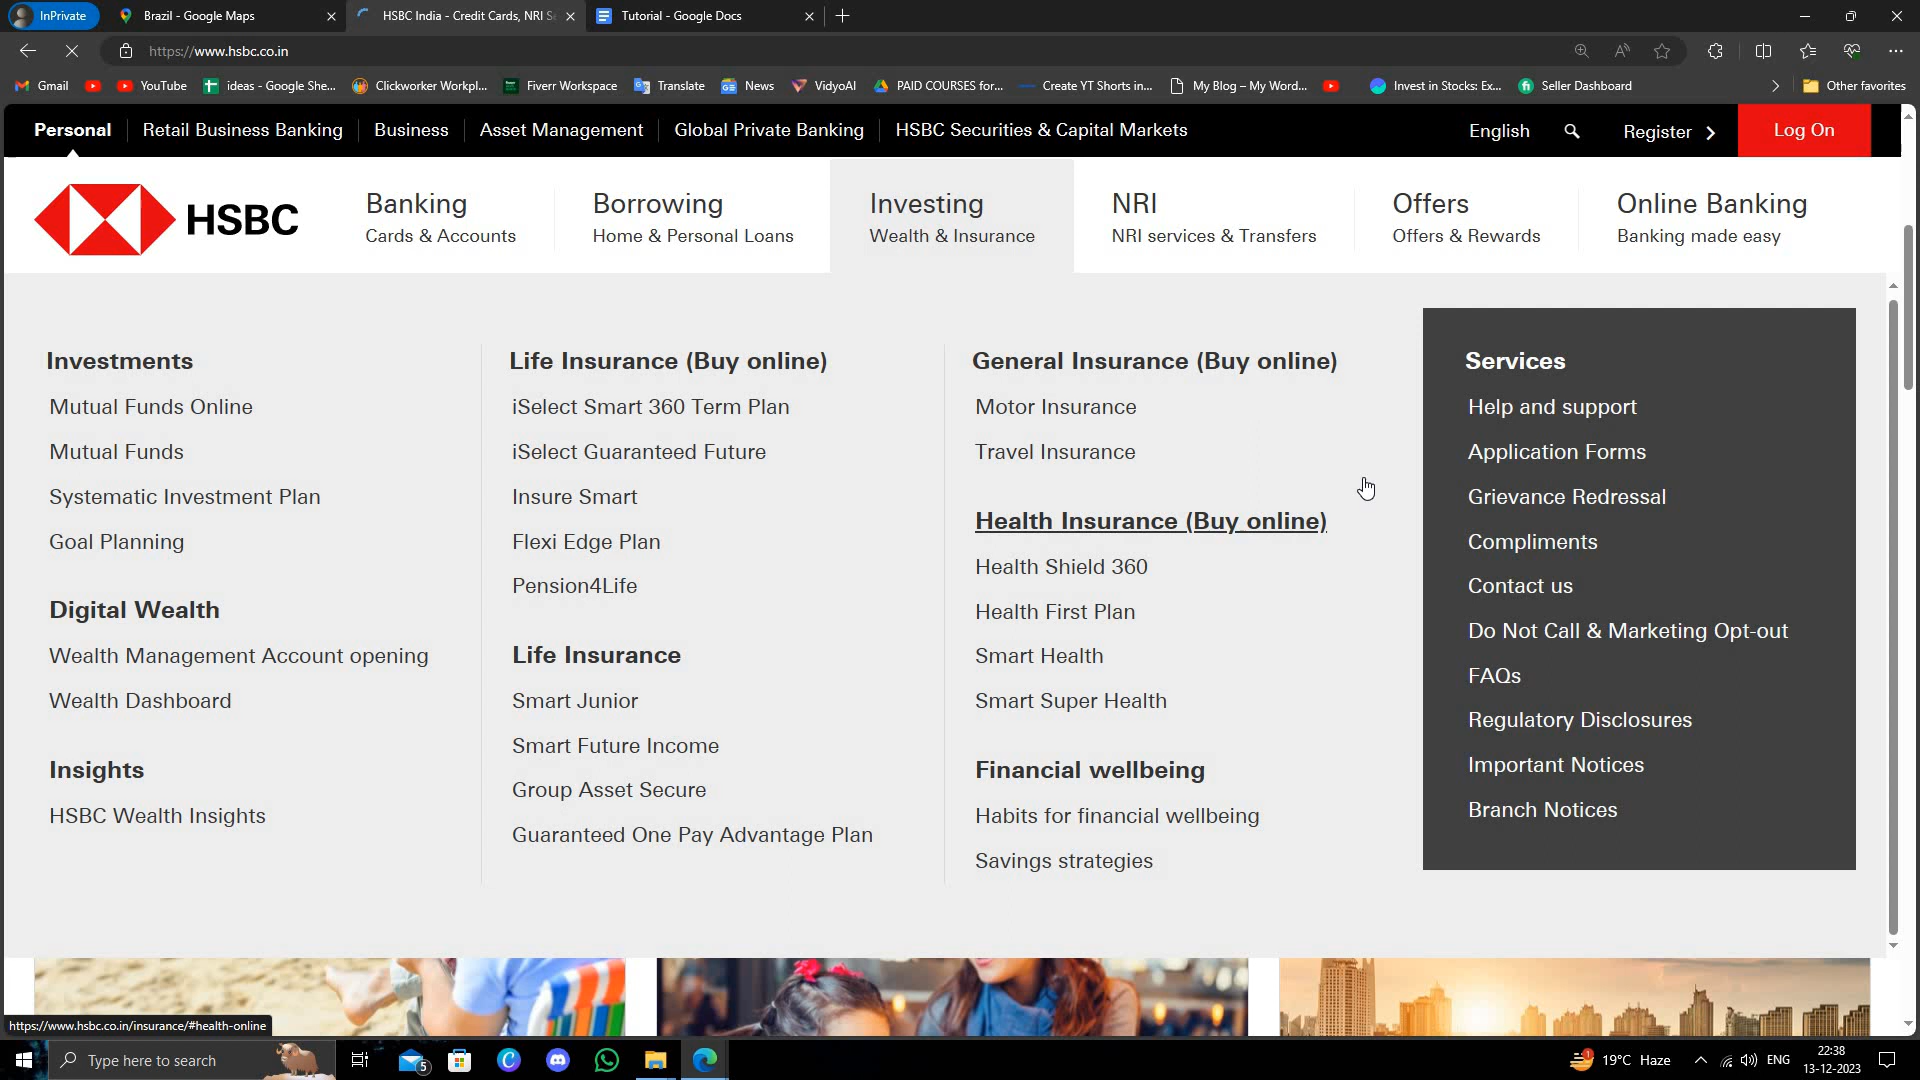 InPrivate
Brazil - Google Maps
HSBC India - Credit Cards, NRI S
Tutorial - Google Docs
https://www.hsbc.co.in
Gmail
YouTube
ideas - Google She...
Clickworker Workpl...
Fiverr Workspace
Translate
News
VidyoAI
PAID COURSES for...
Create YT Shorts in...
My Blog – My Word...
Invest in Stocks: Ex...
Seller Dashboard
Other favorites
Personal
Retail Business Banking
Business
Asset Management
Global Private Banking
HSBC Securities & Capital Markets
English
Register
Log On
HSBC
Banking
Cards & Accounts
Borrowing
Home & Personal Loans
Investing
Wealth & Insurance
NRI
NRI services & Transfers
Offers
Offers & Rewards
Online Banking
Banking made easy
Investments
Mutual Funds Online
Mutual Funds
Systematic Investment Plan
Goal Planning
Digital Wealth
Wealth Management Account opening
Wealth Dashboard
Insights
HSBC Wealth Insights
Life Insurance (Buy online)
iSelect Smart 360 Term Plan
iSelect Guaranteed Future
Insure Smart
Flexi Edge Plan
Pension4Life
Life Insurance
Smart Junior
Smart Future Income
Group Asset Secure
Guaranteed One Pay Advantage Plan
General Insurance (Buy online)
Motor Insurance
Travel Insurance
Health Insurance (Buy online)
Health Shield 360
Health First Plan
Smart Health
Smart Super Health
Financial wellbeing
Habits for financial wellbeing
Savings strategies
Services
Help and support
Application Forms
Grievance Redressal
Compliments
Contact us
Do Not Call & Marketing Opt-out
FAQs
Regulatory Disclosures
Important Notices
Branch Notices
https://www.hsbc.co.in/insurance/#health-online
Type here to search
5
1
19°C Haze
ENG
22:38
13-12-2023